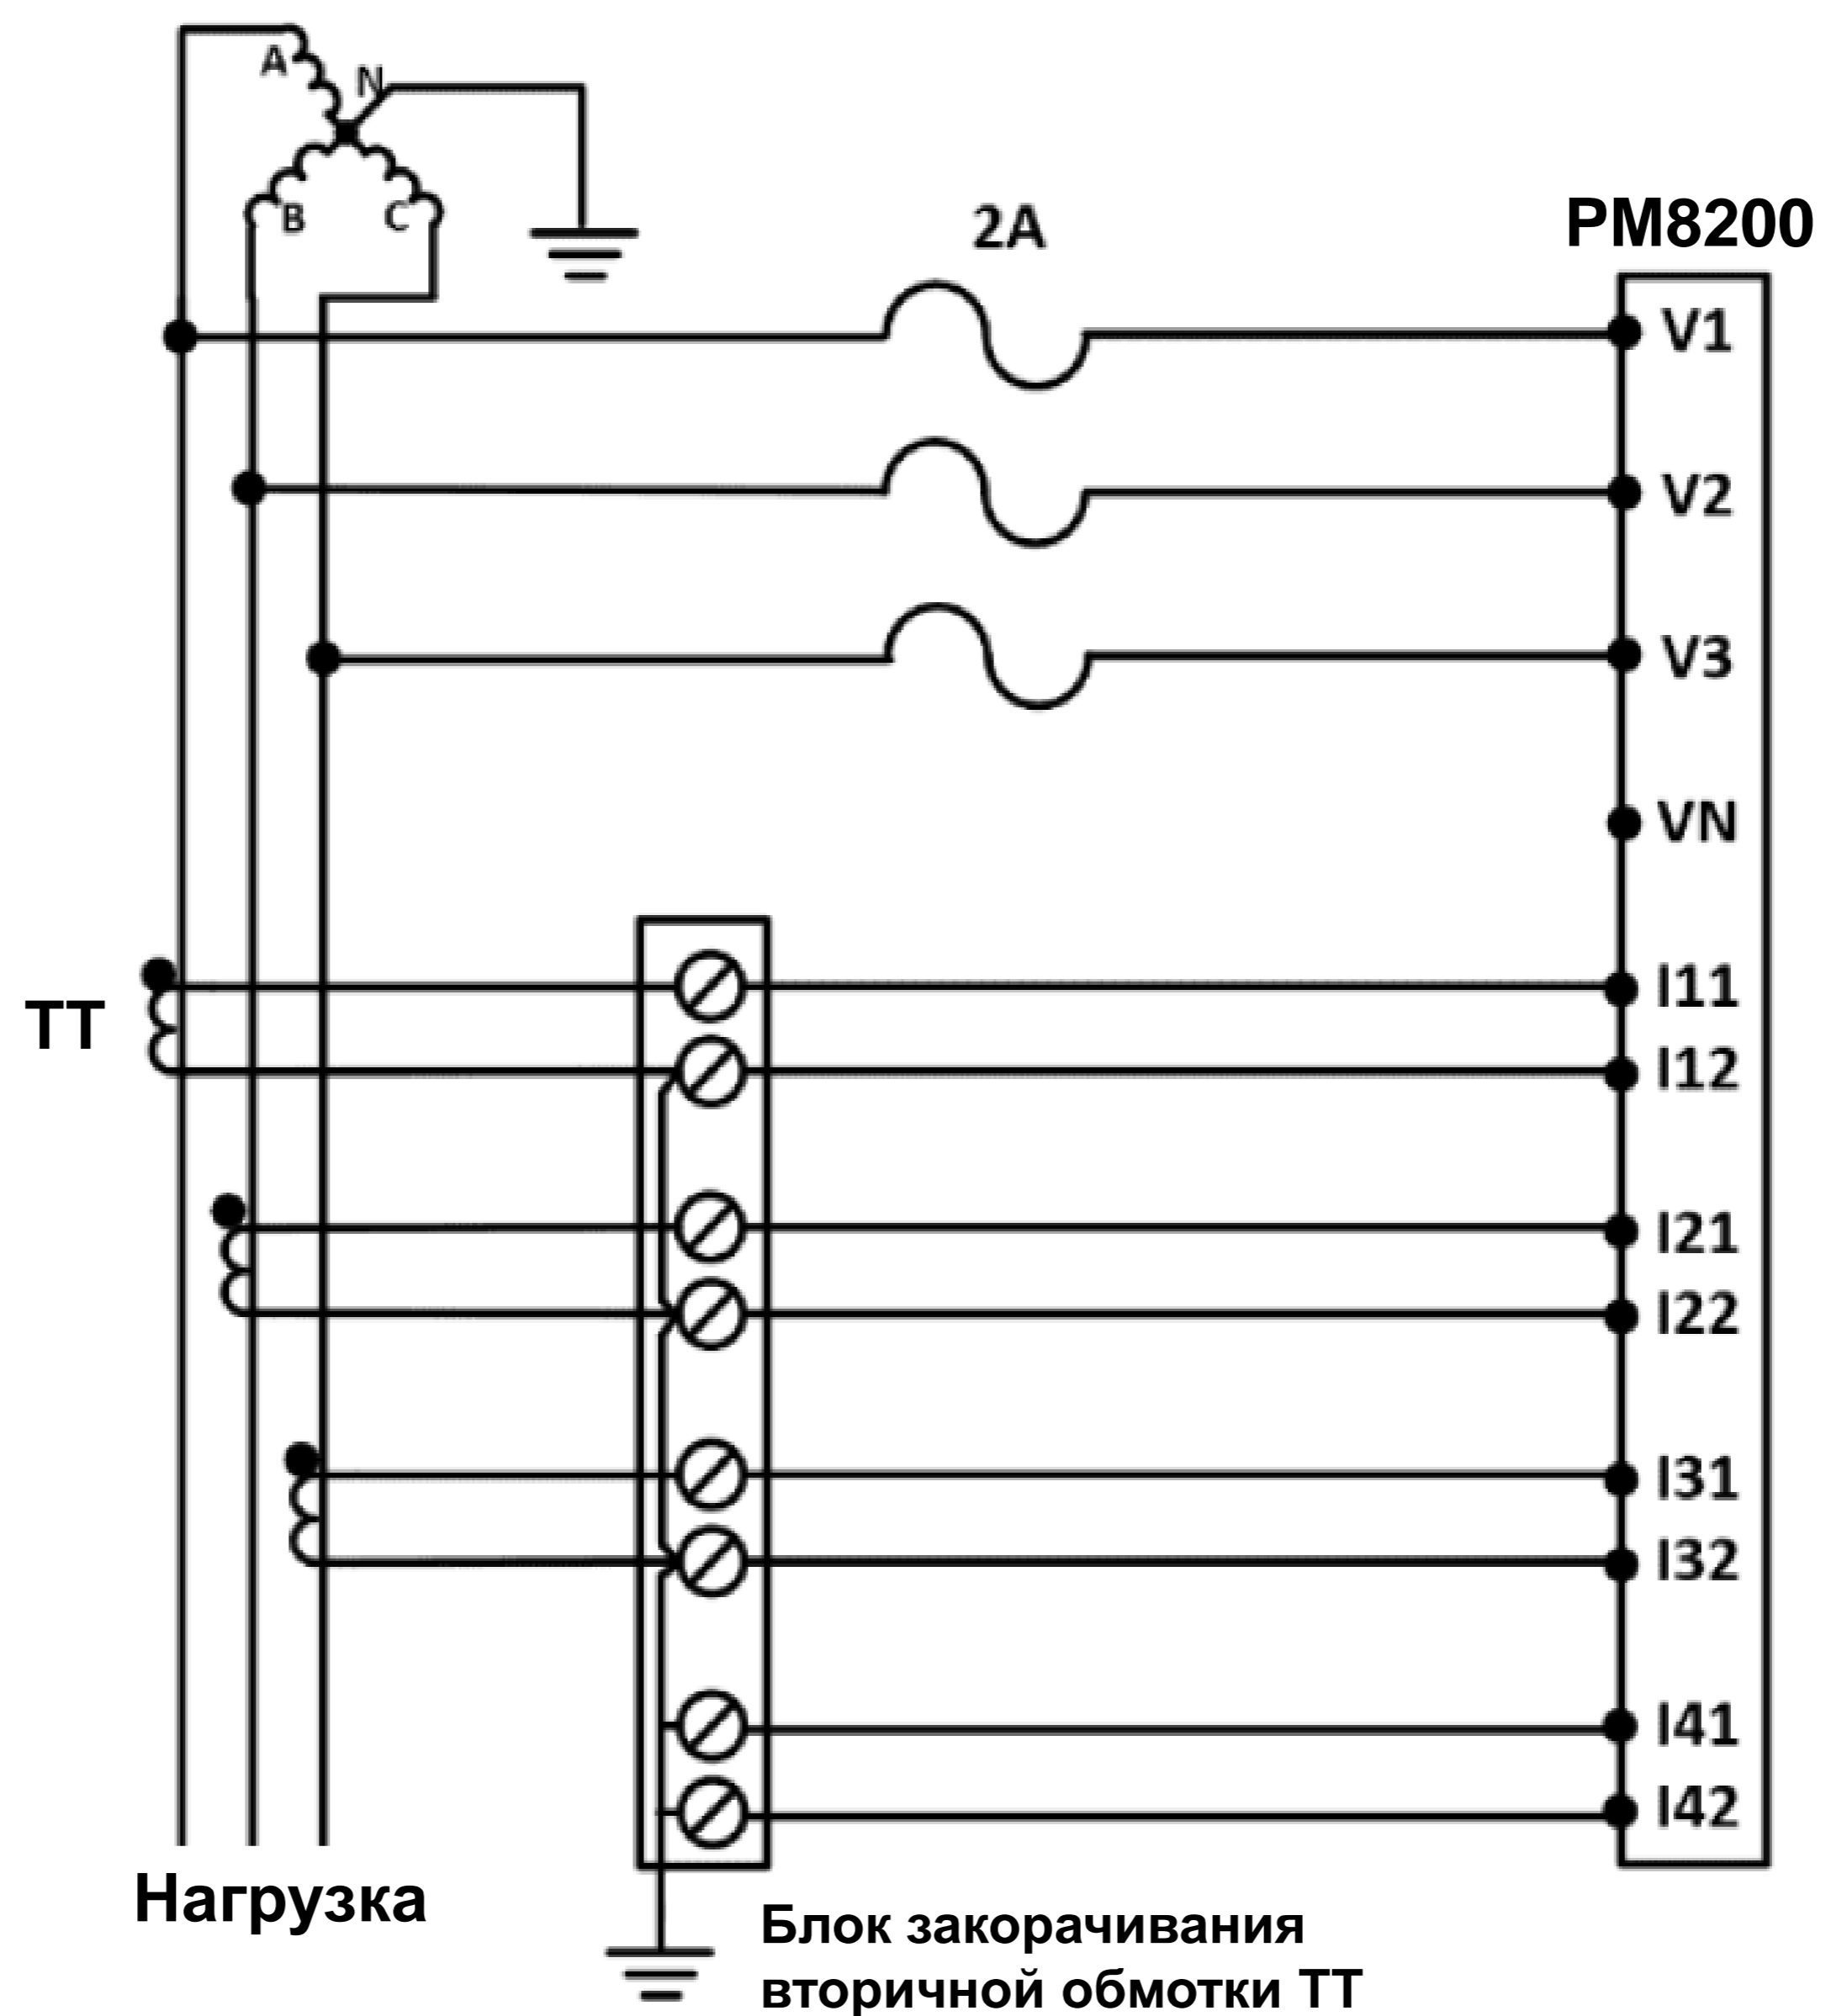 A
N
B
C
2A
PM8200
V1
V2
V3
VN
ТТ
I11
I12
I21
I22
I31
I32
I41
I42
Нагрузка
Блок закорачивания
вторичной обмотки ТТ